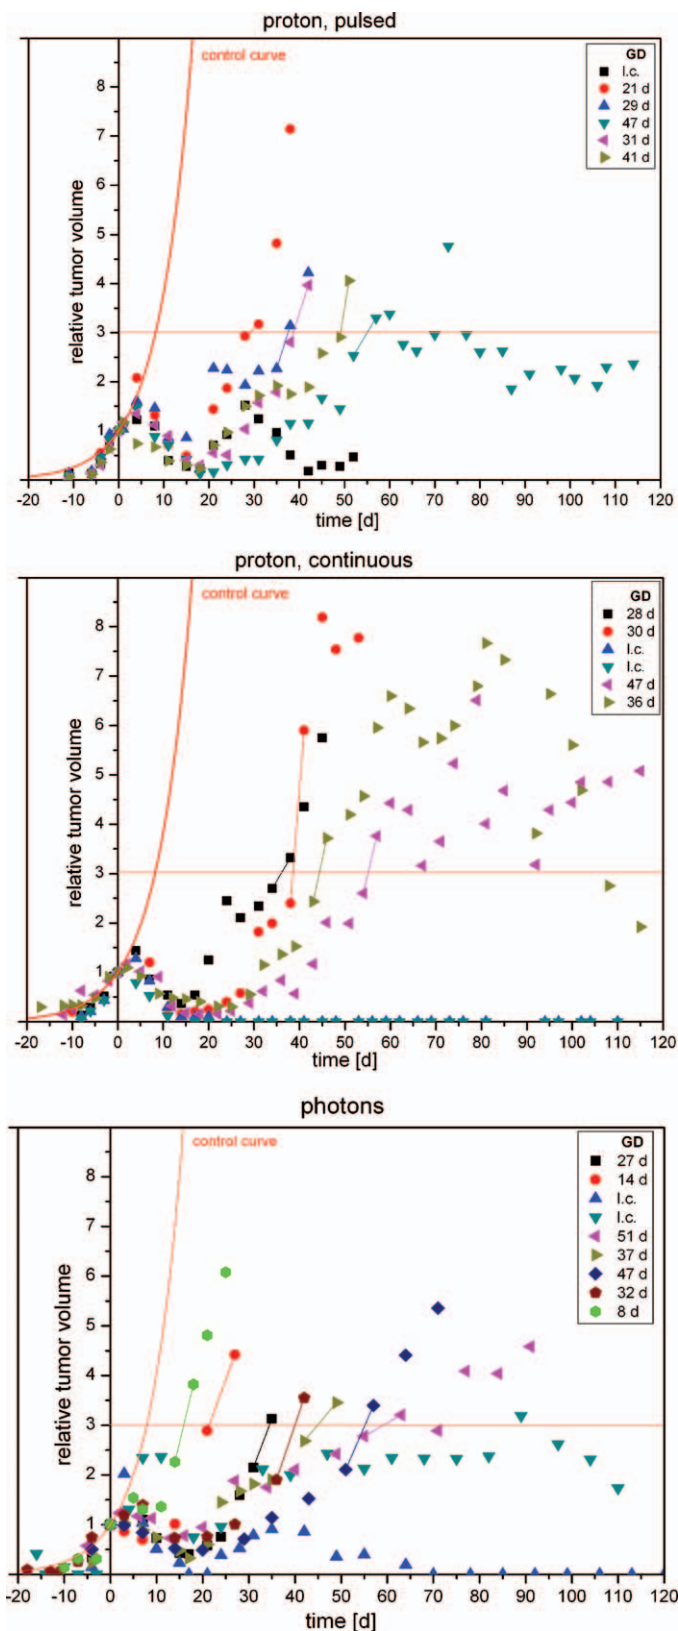 proton, pulsed
control curve
GD
l.c.
21 d
29 d
47 d
31 d
41 d
relative tumor volume
8
7
6
5
4
3
2
1
-20 -10 0 10 20 30 40 50 60 70 80 90 100 110 120
time [d]
proton, continuous
control curve
GD
28 d
30 d
l.c.
l.c.
47 d
36 d
relative tumor volume
8
7
6
5
4
3
2
1
-20 -10 0 10 20 30 40 50 60 70 80 90 100 110 120
time [d]
photons
control curve
GD
27 d
14 d
l.c.
l.c.
51 d
37 d
47 d
32 d
8 d
relative tumor volume
8
7
6
5
4
3
2
1
-20 -10 0 10 20 30 40 50 60 70 80 90 100 110 120
time [d]